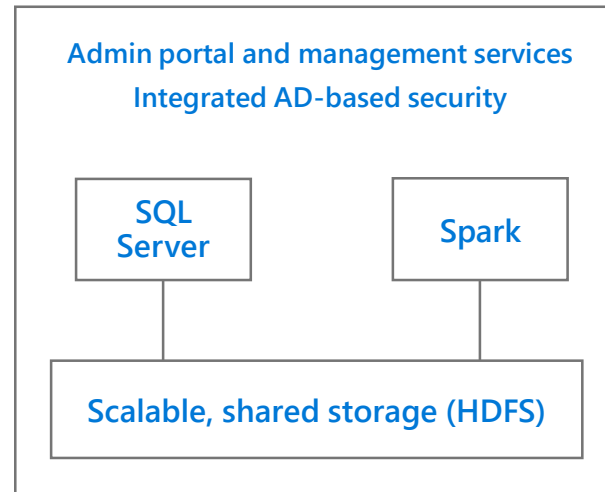 Admin portal and management services
Integrated AD-based security
SQL
Server
Spark
Scalable, shared storage (HDFS)